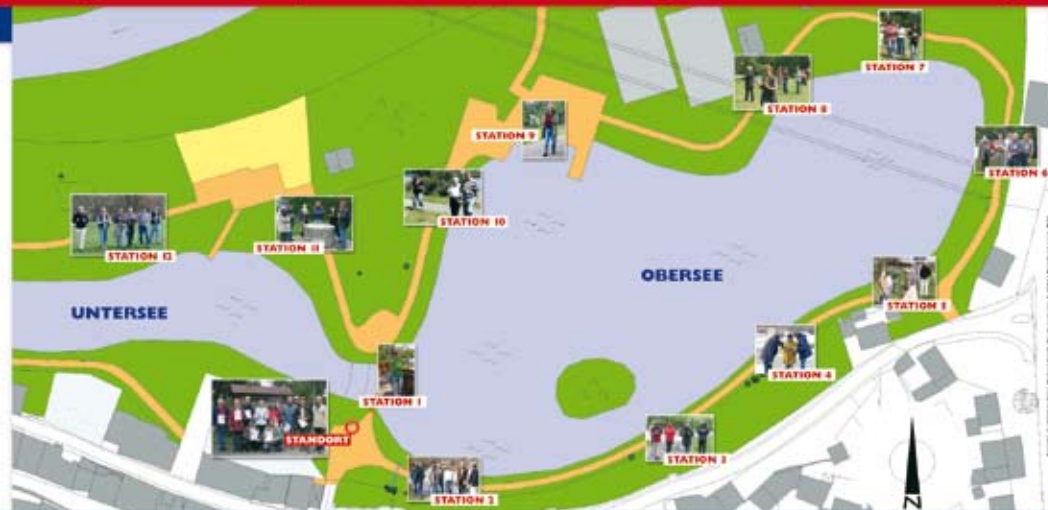 STATION 7
STATION 8
STATION 9
STATION 6
STATION 10
STATION 11
STATION 12
OBERSEE
STATION 5
UNTERSEE
STATION 4
STATION 1
STANDORT
STATION 3
STATION 2
N